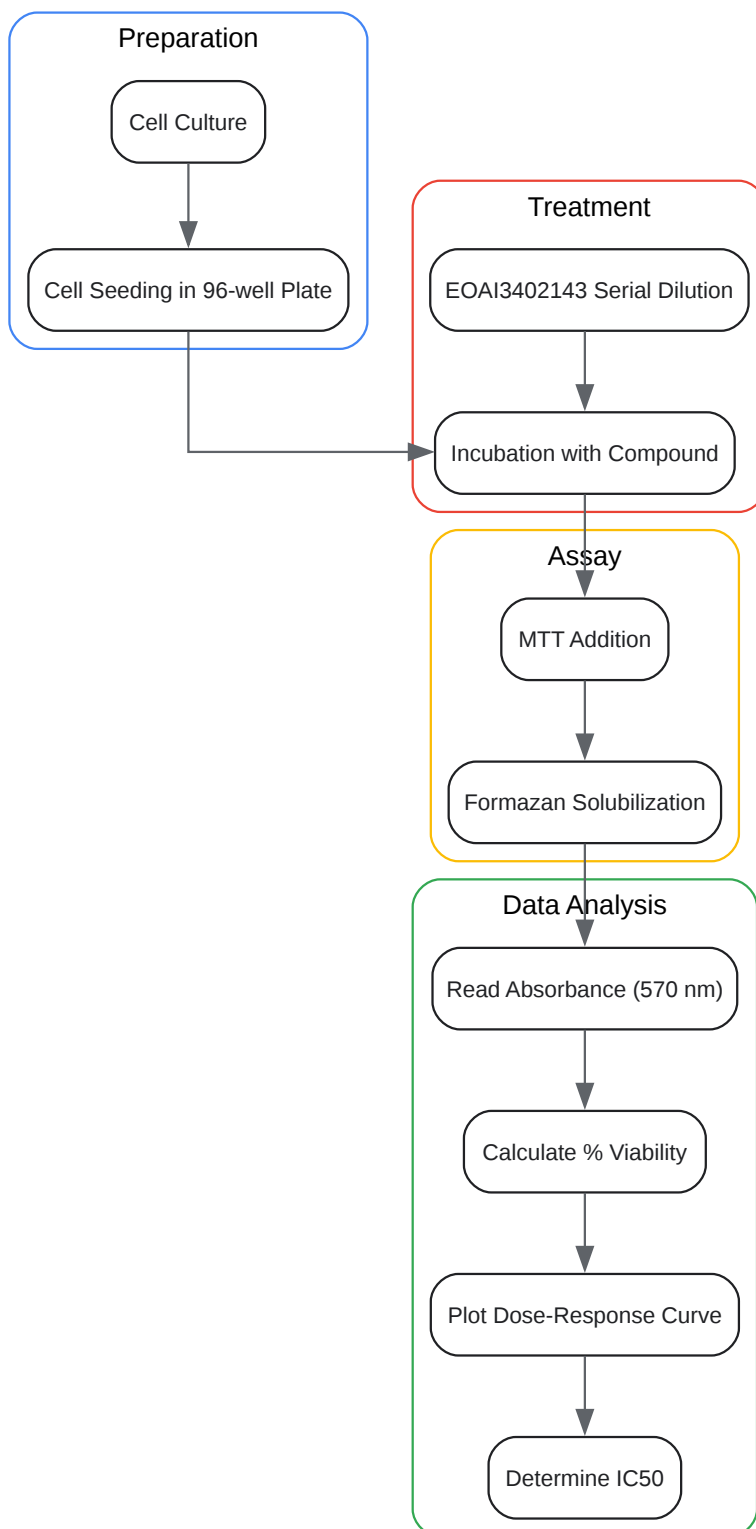 Preparation
Cell Culture
Cell Seeding in 96-well Plate
Treatment
EOAI3402143 Serial Dilution
Incubation with Compound
Assay
MTT Addition
Formazan Solubilization
Data Analysis
Read Absorbance (570 nm)
Calculate % Viability
Plot Dose-Response Curve
Determine IC50